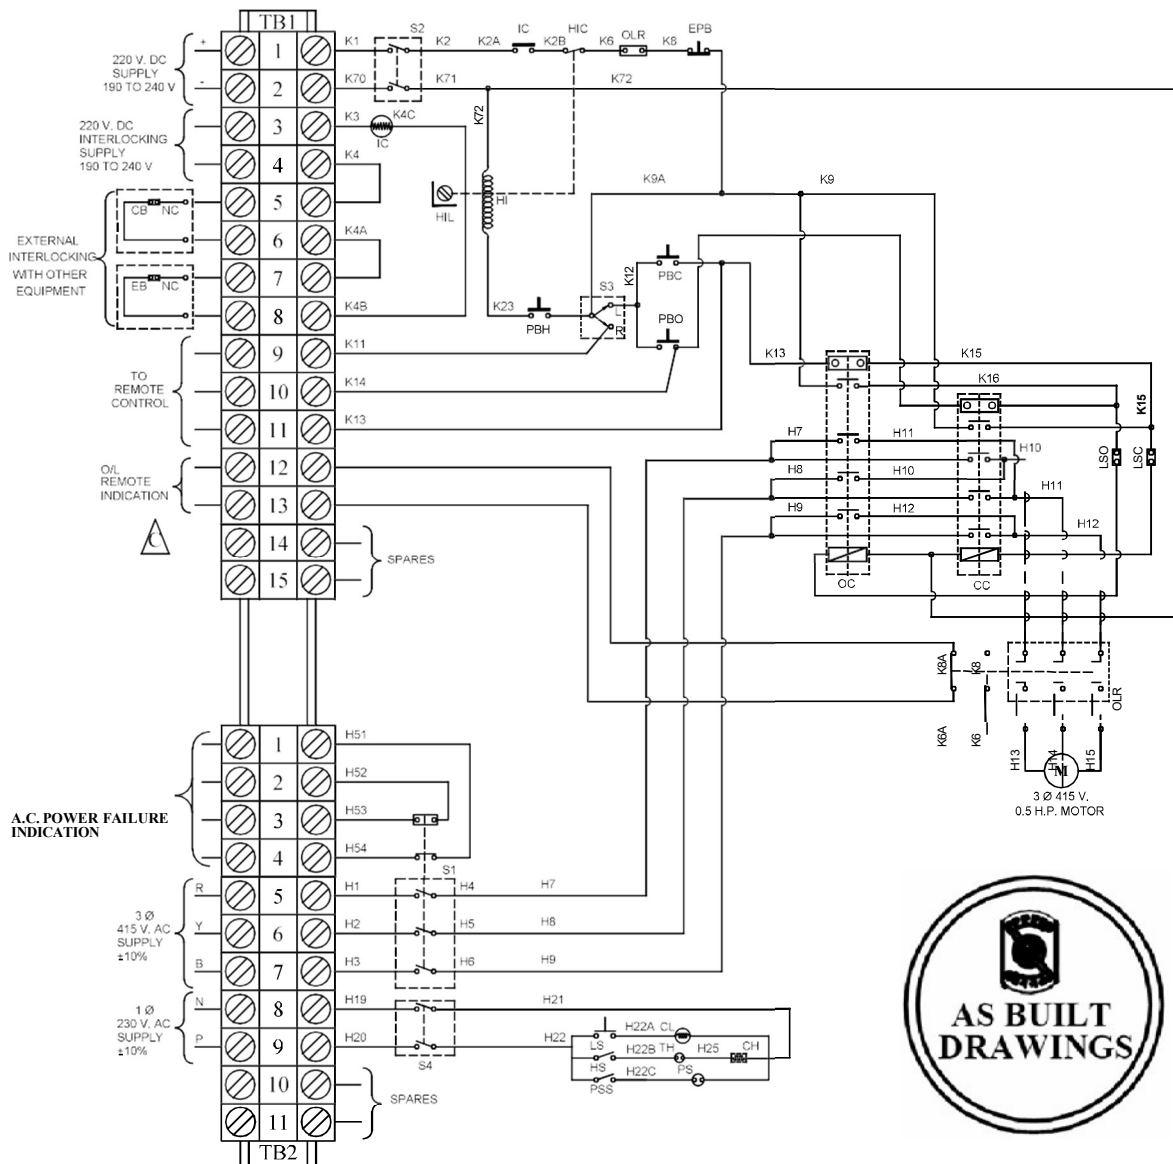 TB1
1
2
3
4
5
6
7
8
9
10
11
12
13
14
15
+
-
220 V. DC
SUPPLY
190 TO 240 V
220 V. DC
INTERLOCKING
SUPPLY
190 TO 240 V
EXTERNAL
INTERLOCKING
WITH OTHER
EQUIPMENT
CB NC
EB NC
TO
REMOTE
CONTROL
O/L
REMOTE
INDICATION
C
SPARES
K1
S2
K2
K2A
IC
K2B
HIC
K6
OLR
K8
EPB
K70
K71
K72
K72
K3
K4C
IC
K4
K4A
K4B
K11
K14
K13
HIL
HI
K23
PBH
S3
L
R
K12
PBC
PBO
K9A
K9
K13
K15
K16
K15
H7
H11
H10
H8
H10
H11
H9
H12
H12
LSO
LSC
OC
CC
K8A
K8
OLR
K6A
K6
H13
H14
H15
M
3 Ø 415 V.
0.5 H.P. MOTOR
1
2
3
4
5
6
7
8
9
10
11
TB2
A.C. POWER FAILURE
INDICATION
H51
H52
H53
H54
S1
R
Y
B
3 Ø
415 V. AC
SUPPLY
±10%
H1
H4
H7
H2
H5
H8
H3
H6
H9
N
P
1 Ø
230 V. AC
SUPPLY
±10%
H19
H21
H20
H22
S4
LS
H22A
CL
HS
H22B
TH
H25
CH
PSS
H22C
PS
SPARES
AS BUILT
DRAWINGS